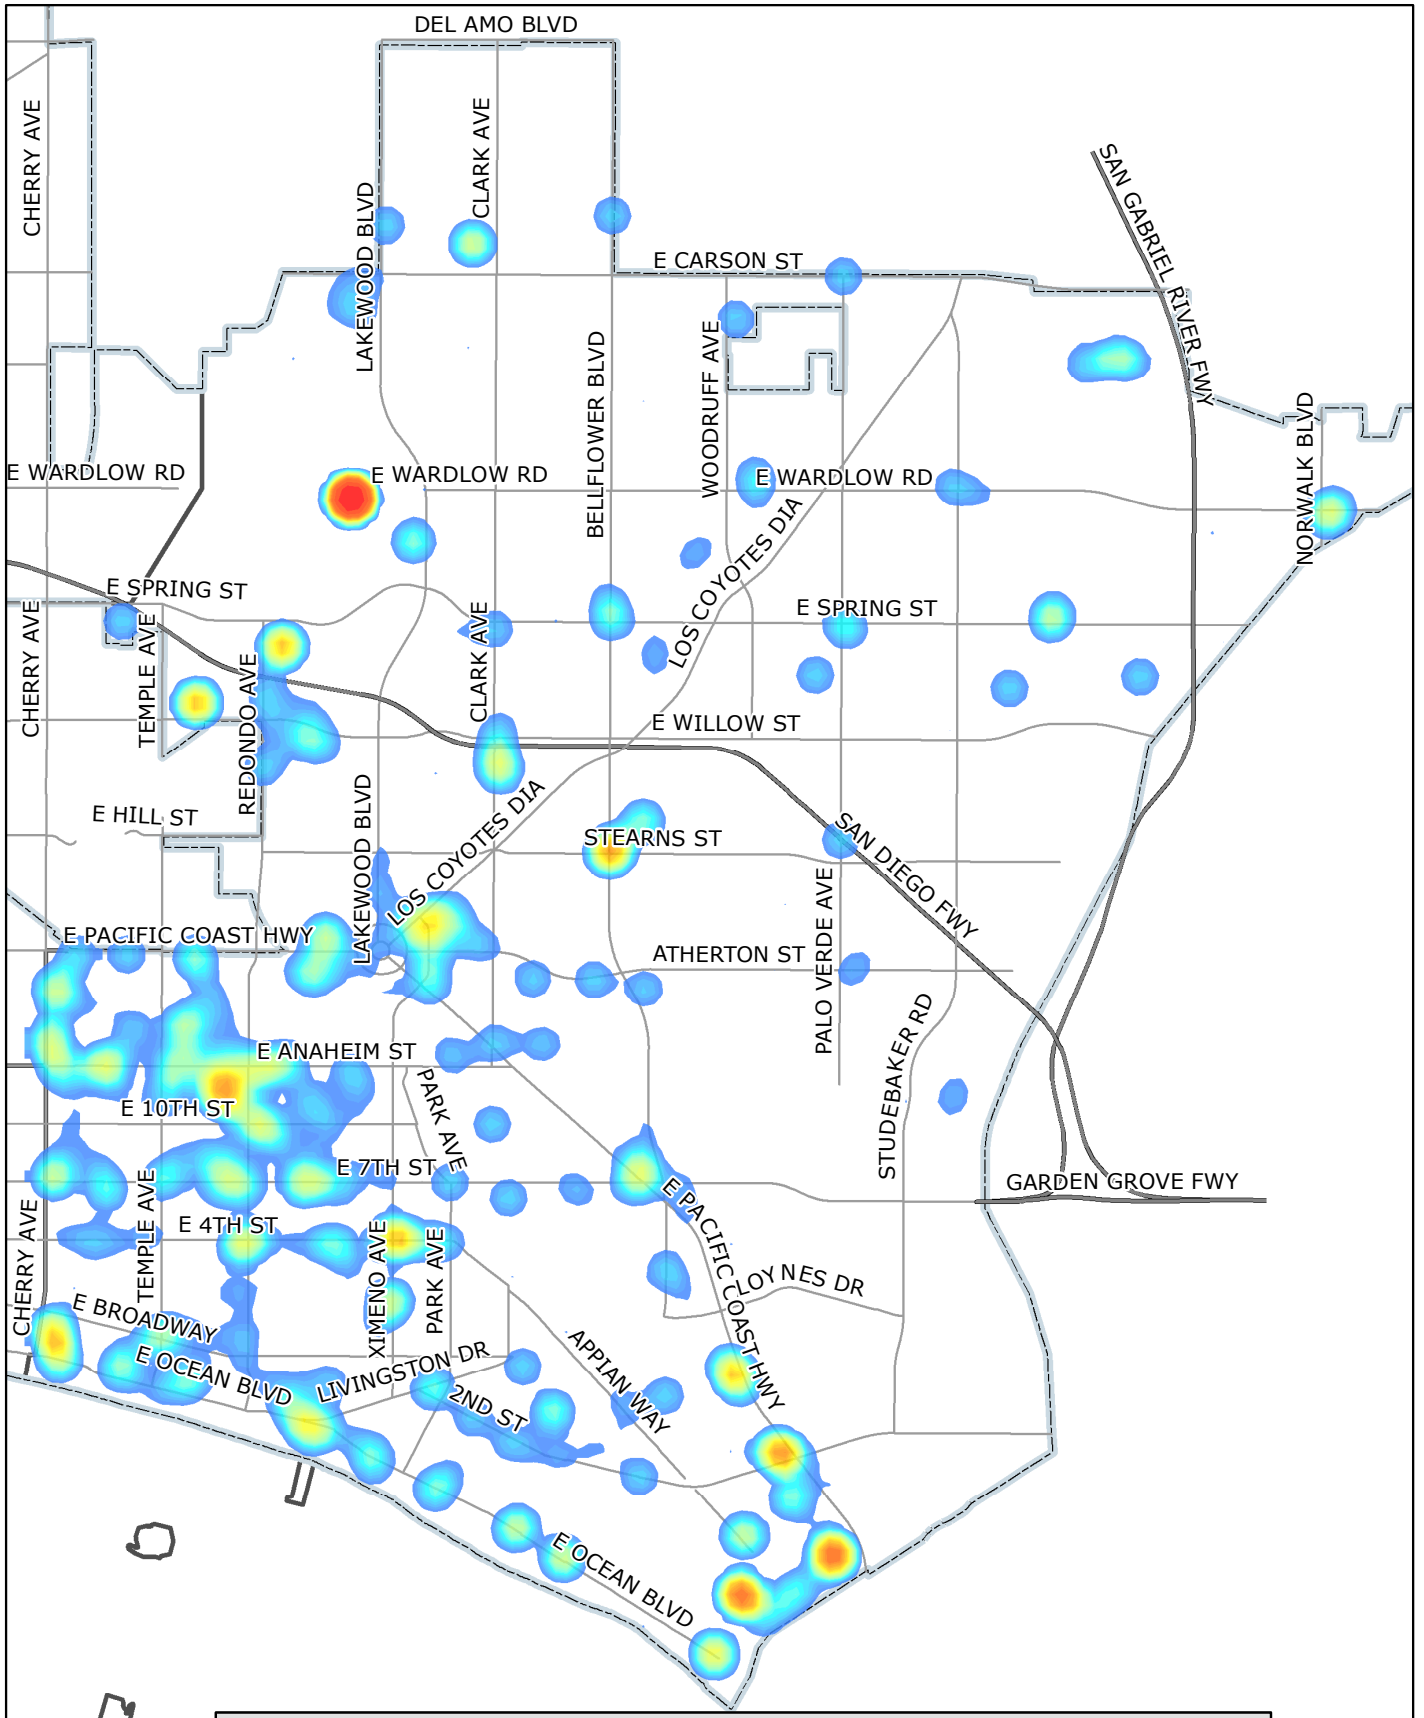 DEL AMO BLVD
CHERRY AVE
CLARK AVE
LAKEWOOD BLVD
SAN GABRIEL RIVER FWY
E CARSON ST
BELLFLOWER BLVD
WOODRUFF AVE
NORWALK BLVD
E WARDLOW RD
E WARDLOW RD
E WARDLOW RD
LOS COYOTES DIA
E SPRING ST
E SPRING ST
CHERRY AVE
TEMPLE AVE
REDONDO AVE
CLARK AVE
E WILLOW ST
E HILL ST
LAKEWOOD BLVD
LOS COYOTES DIA
STEARNS ST
SAN DIEGO FWY
PALO VERDE AVE
E PACIFIC COAST HWY
ATHERTON ST
STUDEBAKER RD
E ANAHEIM ST
PARK AVE
E 10TH ST
E 7TH ST
GARDEN GROVE FWY
E PACIFIC COAST HWY
CHERRY AVE
TEMPLE AVE
E 4TH ST
XIMENO AVE
PARK AVE
LOYNES DR
E BROADWAY
E OCEAN BLVD
LIVINGSTON DR
APPIAN WAY
2ND ST
E OCEAN BLVD